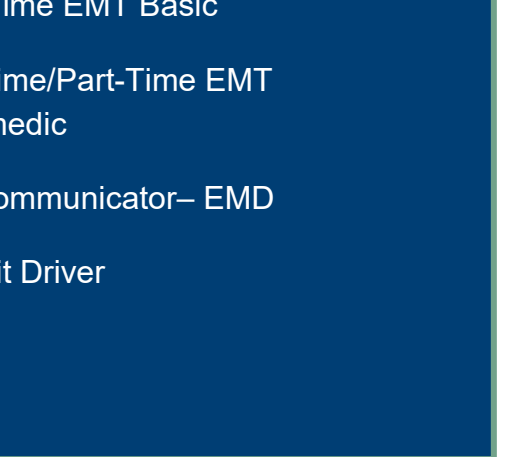 ime EMT Basic
ime/Part-Time EMT
nedic
ommunicator– EMD
it Driver